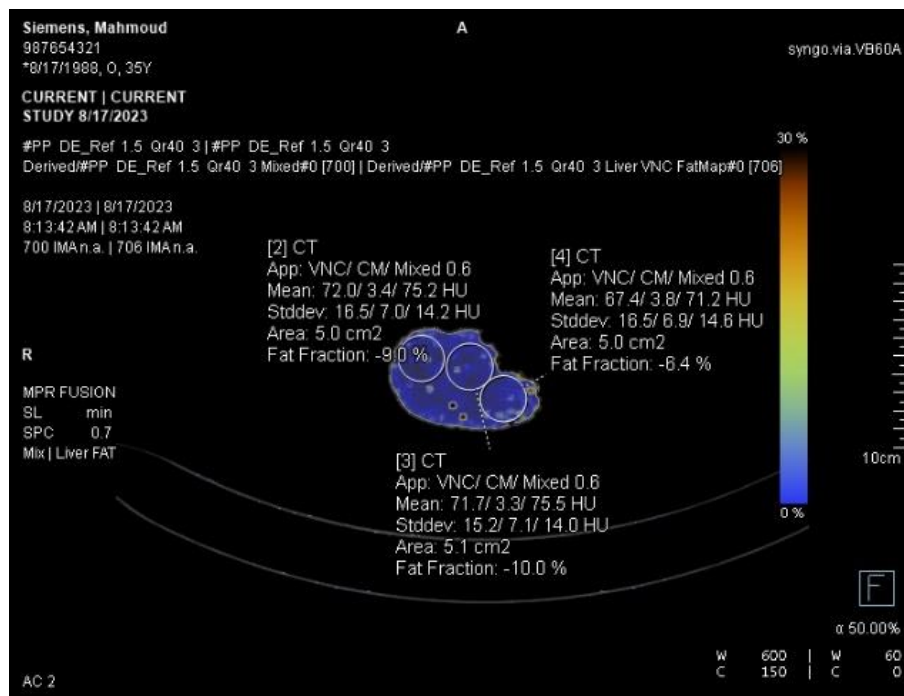 Siemens, Mahmoud
987654321
*8/17/1988, O, 35Y
CURRENT | CURRENT
STUDY 8/17/2023
A
syngo.via.VB60A
#PP DE_Ref 1.5 Qr40 3 | #PP DE_Ref 1.5 Qr40 3
Derived/#PP DE_Ref 1.5 Qr40 3 Mixed#0 [700] | Derived/#PP DE_Ref 1.5 Qr40 3 Liver VNC FatMap#0 [706]
30 %
8/17/2023 | 8/17/2023
8:13:42 AM | 8:13:42 AM
700 IMA n.a. | 706 IMA n.a.
[2] CT
App: VNC/ CM/ Mixed 0.6
Mean: 72.0/ 3.4/ 75.2 HU
Stddev: 16.5/ 7.0/ 14.2 HU
Area: 5.0 cm2
Fat Fraction: -9.0 %
[4] CT
App: VNC/ CM/ Mixed 0.6
Mean: 67.4/ 3.8/ 71.2 HU
Stddev: 16.5/ 6.9/ 14.6 HU
Area: 5.0 cm2
Fat Fraction: -6.4 %
R
MPR FUSION
SL min
SPC 0.7
Mix | Liver FAT
[3] CT
App: VNC/ CM/ Mixed 0.6
Mean: 71.7/ 3.3/ 75.5 HU
Stddev: 15.2/ 7.1/ 14.0 HU
Area: 5.1 cm2
Fat Fraction: -10.0 %
10cm
0 %
F
α 50.00%
W 600 | W 60
C 150 | C 0
AC 2